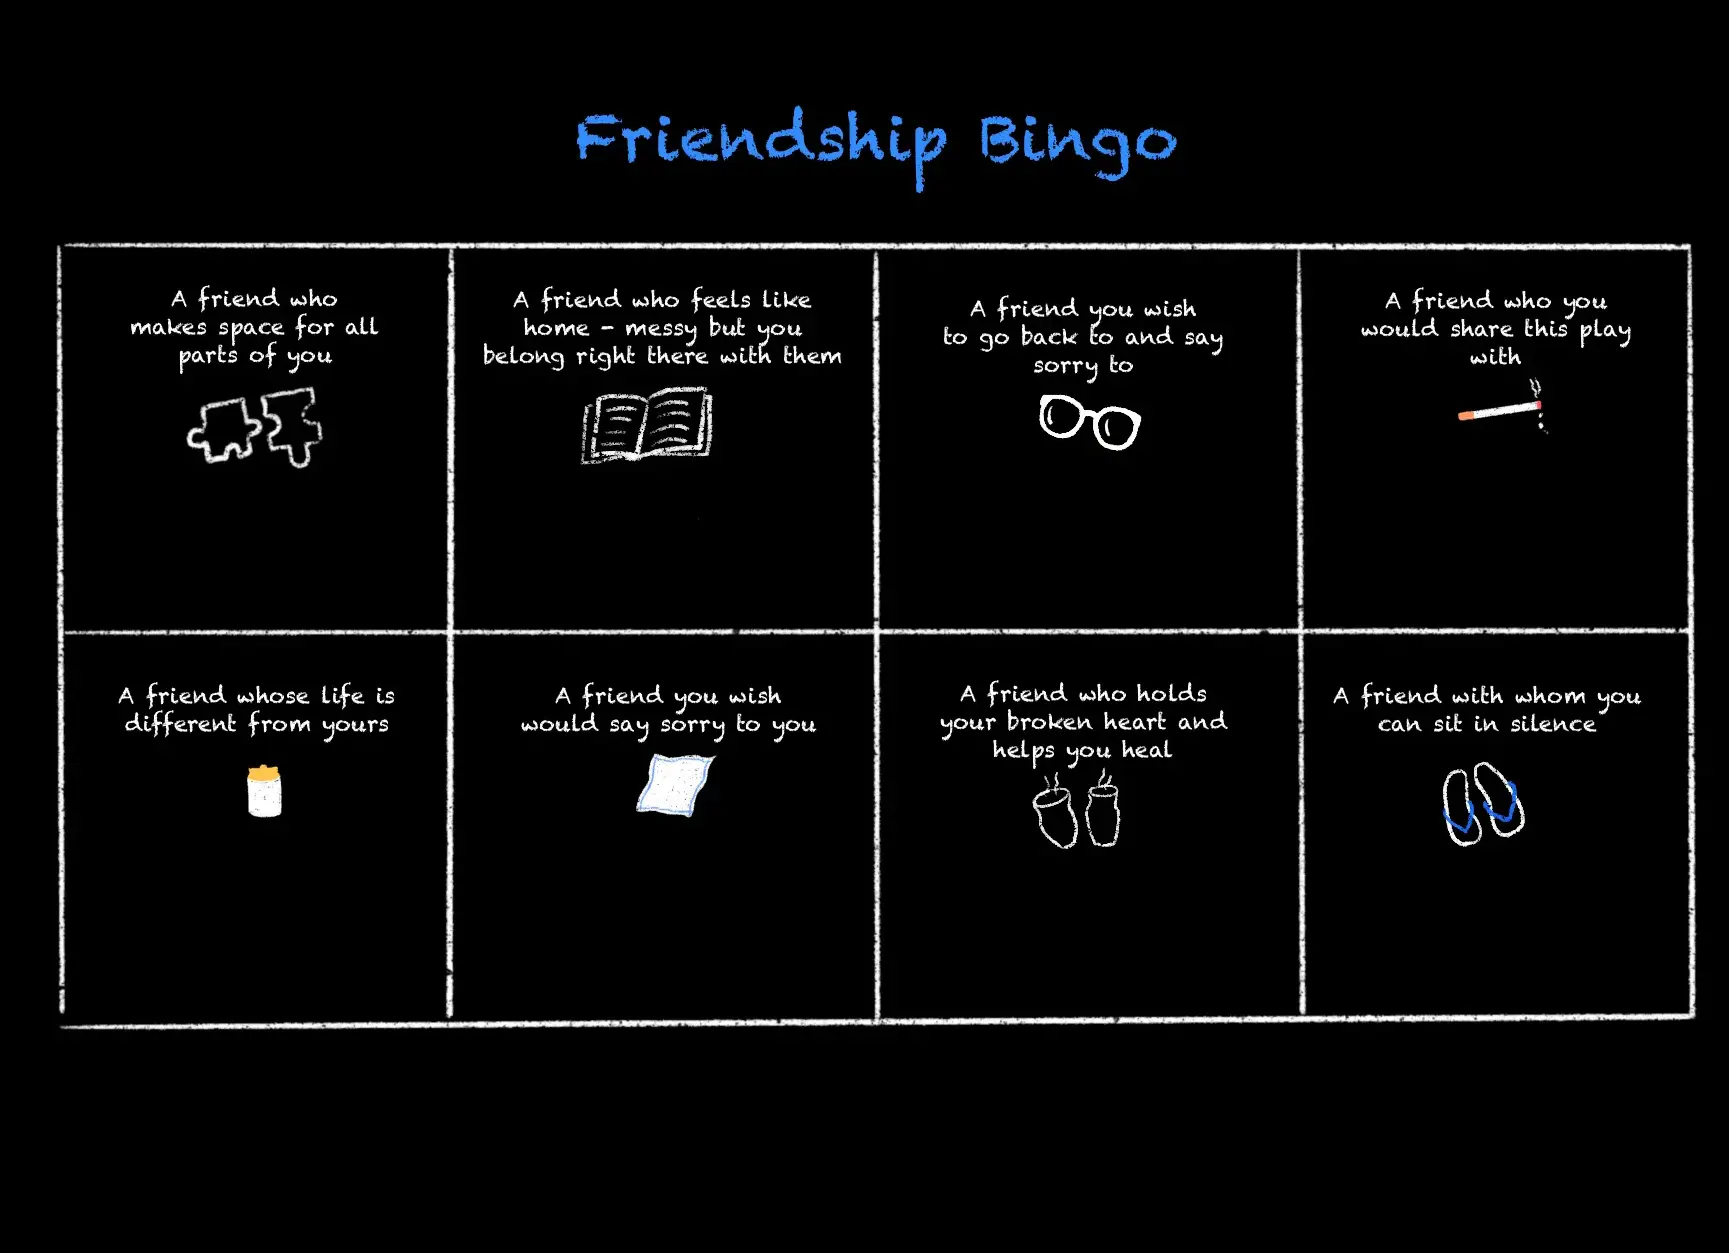 Friendship Bingo
A friend who
makes space for all
parts of you
A friend who feels like
home - messy but you
belong right there with them
A friend you wish
to go back to and say
sorry to
A friend who you
would share this play
with
A friend whose life is
different from yours
A friend you wish
would say sorry to you
A friend who holds
your broken heart and
helps you heal
A friend with whom you
can sit in silence